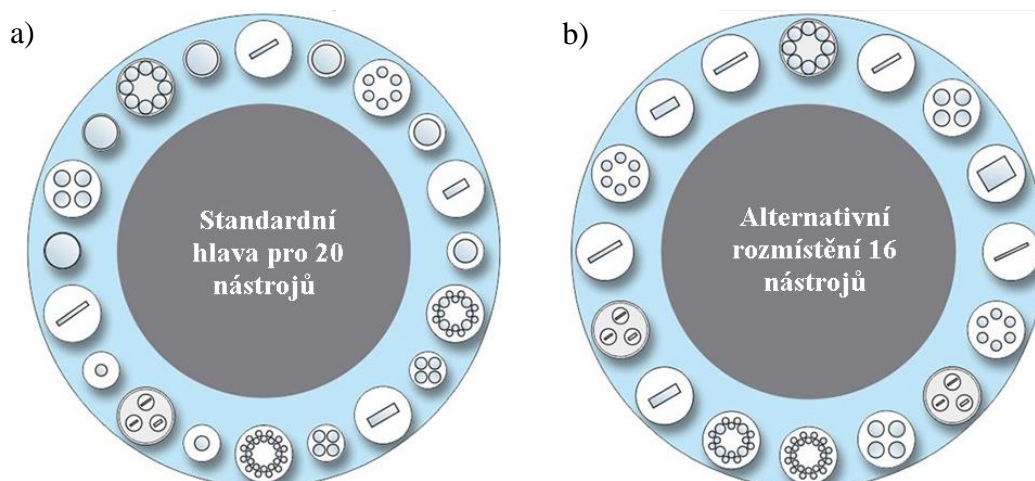 a)
Standardní
hlava pro 20
nástrojů
b)
Alternativní
rozmístění 16
nástrojů